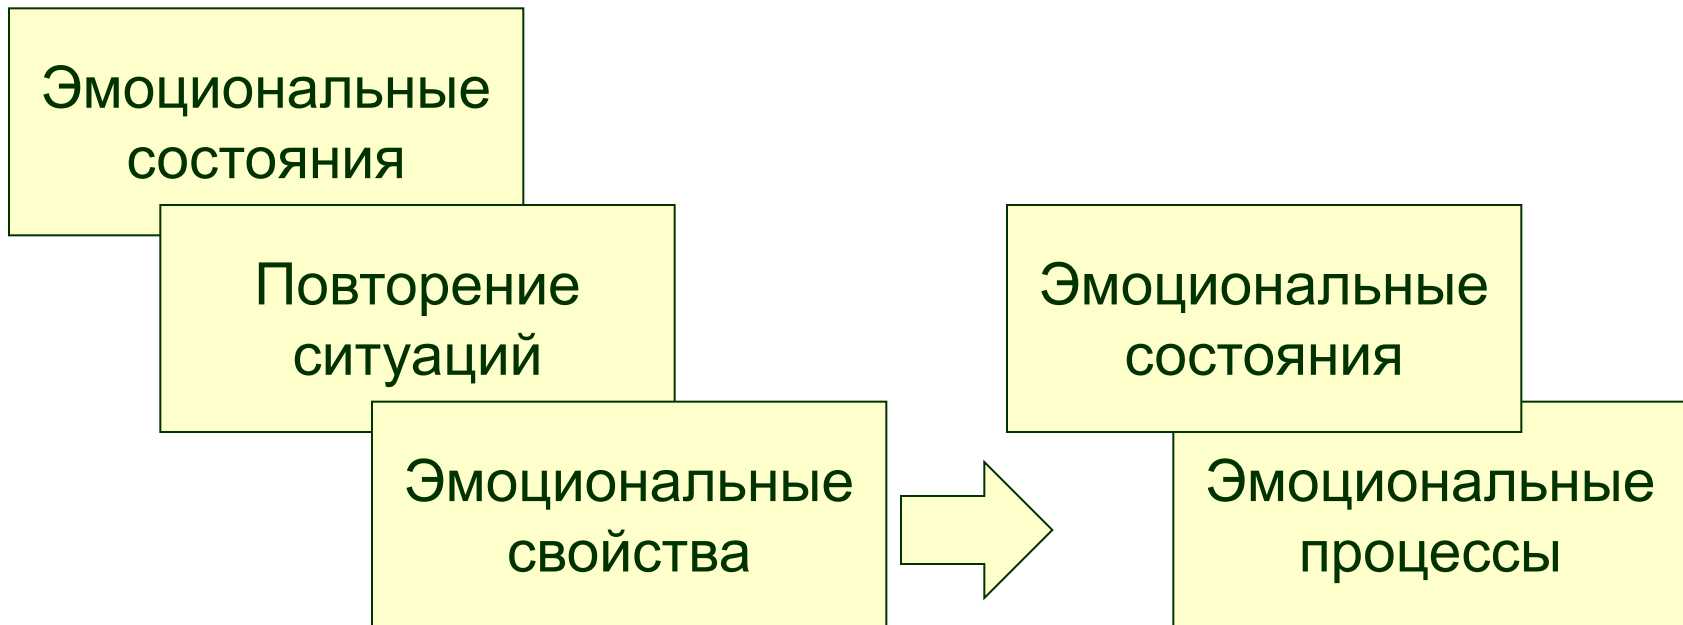 Эмоциональные
состояния
Повторение
ситуаций
Эмоциональные
свойства
Эмоциональные
состояния
Эмоциональные
процессы